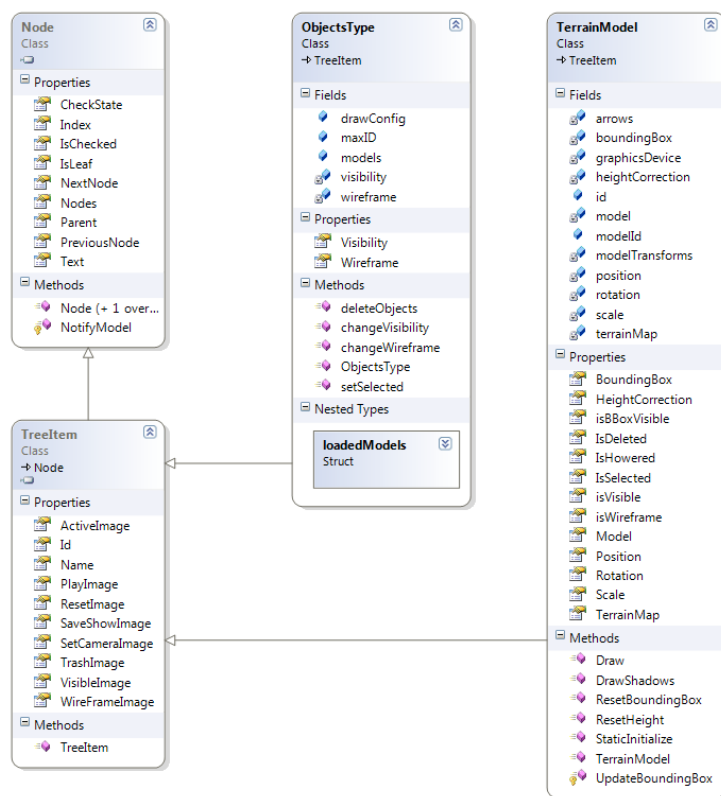 Node
Class
Properties
CheckState
Index
IsChecked
IsLeaf
NextNode
Nodes
Parent
PreviousNode
Text
Methods
Node (+ 1 over...
NotifyModel
TreeItem
Class
Node
Properties
ActiveImage
Id
Name
PlayImage
ResetImage
SaveShowImage
SetCameraImage
TrashImage
VisibleImage
WireFrameImage
Methods
TreeItem
ObjectsType
Class
TreeItem
Fields
drawConfig
maxID
models
visibility
wireframe
Properties
Visibility
Wireframe
Methods
deleteObjects
changeVisibility
changeWireframe
ObjectsType
setSelected
Nested Types
loadedModels
Struct
TerrainModel
Class
TreeItem
Fields
arrows
boundingBox
graphicsDevice
heightCorrection
id
model
modelId
modelTransforms
position
rotation
scale
terrainMap
Properties
BoundingBox
HeightCorrection
isBBoxVisible
IsDeleted
IsHowered
IsSelected
isVisible
isWireframe
Model
Position
Rotation
Scale
TerrainMap
Methods
Draw
DrawShadows
ResetBoundingBox
ResetHeight
StaticInitialize
TerrainModel
UpdateBoundingBox